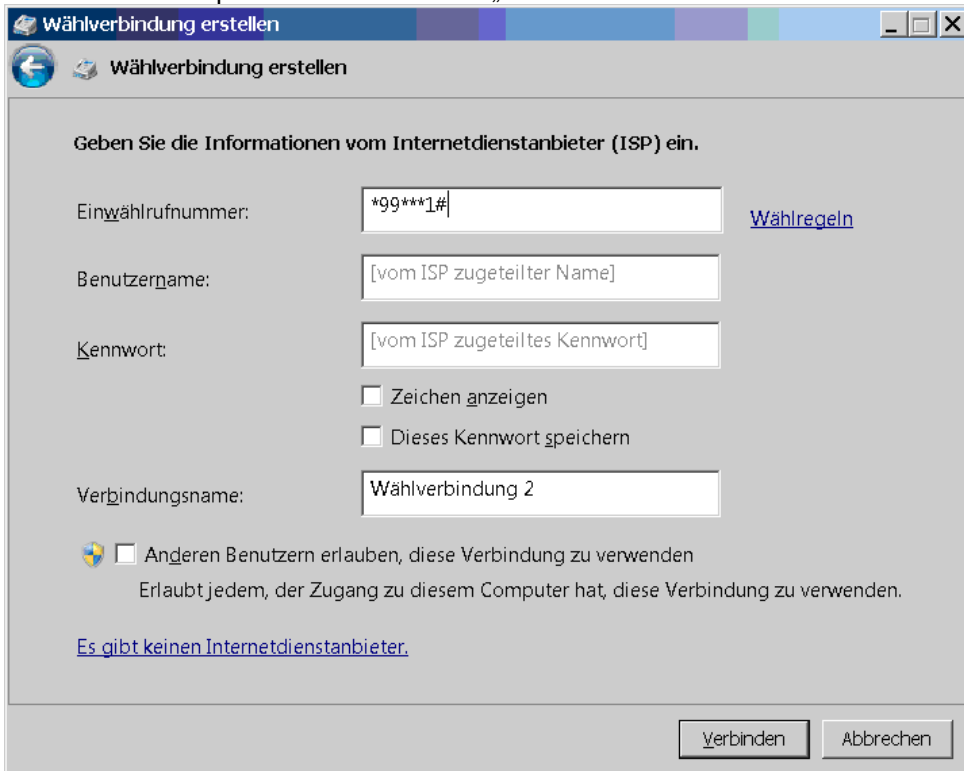 Wählverbindung erstellen
Wählverbindung erstellen
Geben Sie die Informationen vom Internetdienstanbieter (ISP) ein.
Einwählrufnummer: *99***1# Wählregeln
Benutzername: [vom ISP zugeteilter Name]
Kennwort: [vom ISP zugeteiltes Kennwort]
Zeichen anzeigen
Dieses Kennwort speichern
Verbindungsname: Wählverbindung 2
Anderen Benutzern erlauben, diese Verbindung zu verwenden
Erlaubt jedem, der Zugang zu diesem Computer hat, diese Verbindung zu verwenden.
Es gibt keinen Internetdienstanbieter.
Verbinden Abbrechen